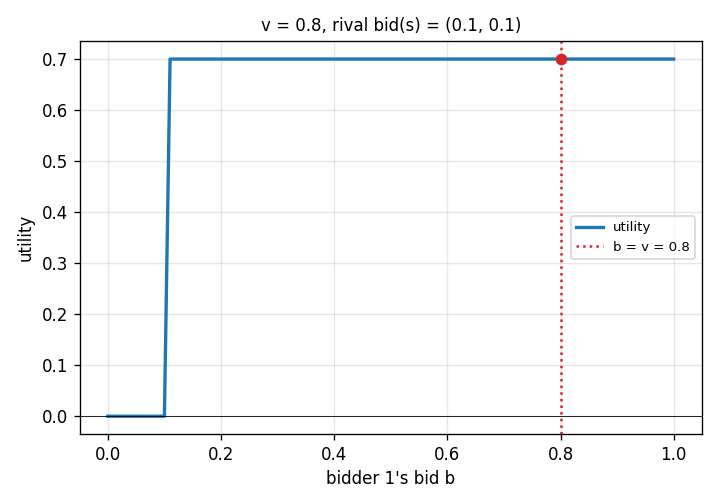 v = 0.8, rival bid(s) = (0.1, 0.1)
utility
0.7
0.6
0.5
0.4
0.3
0.2
0.1
0.0
utility
b = v = 0.8
0.0 0.2 0.4 0.6 0.8 1.0
bidder 1's bid b